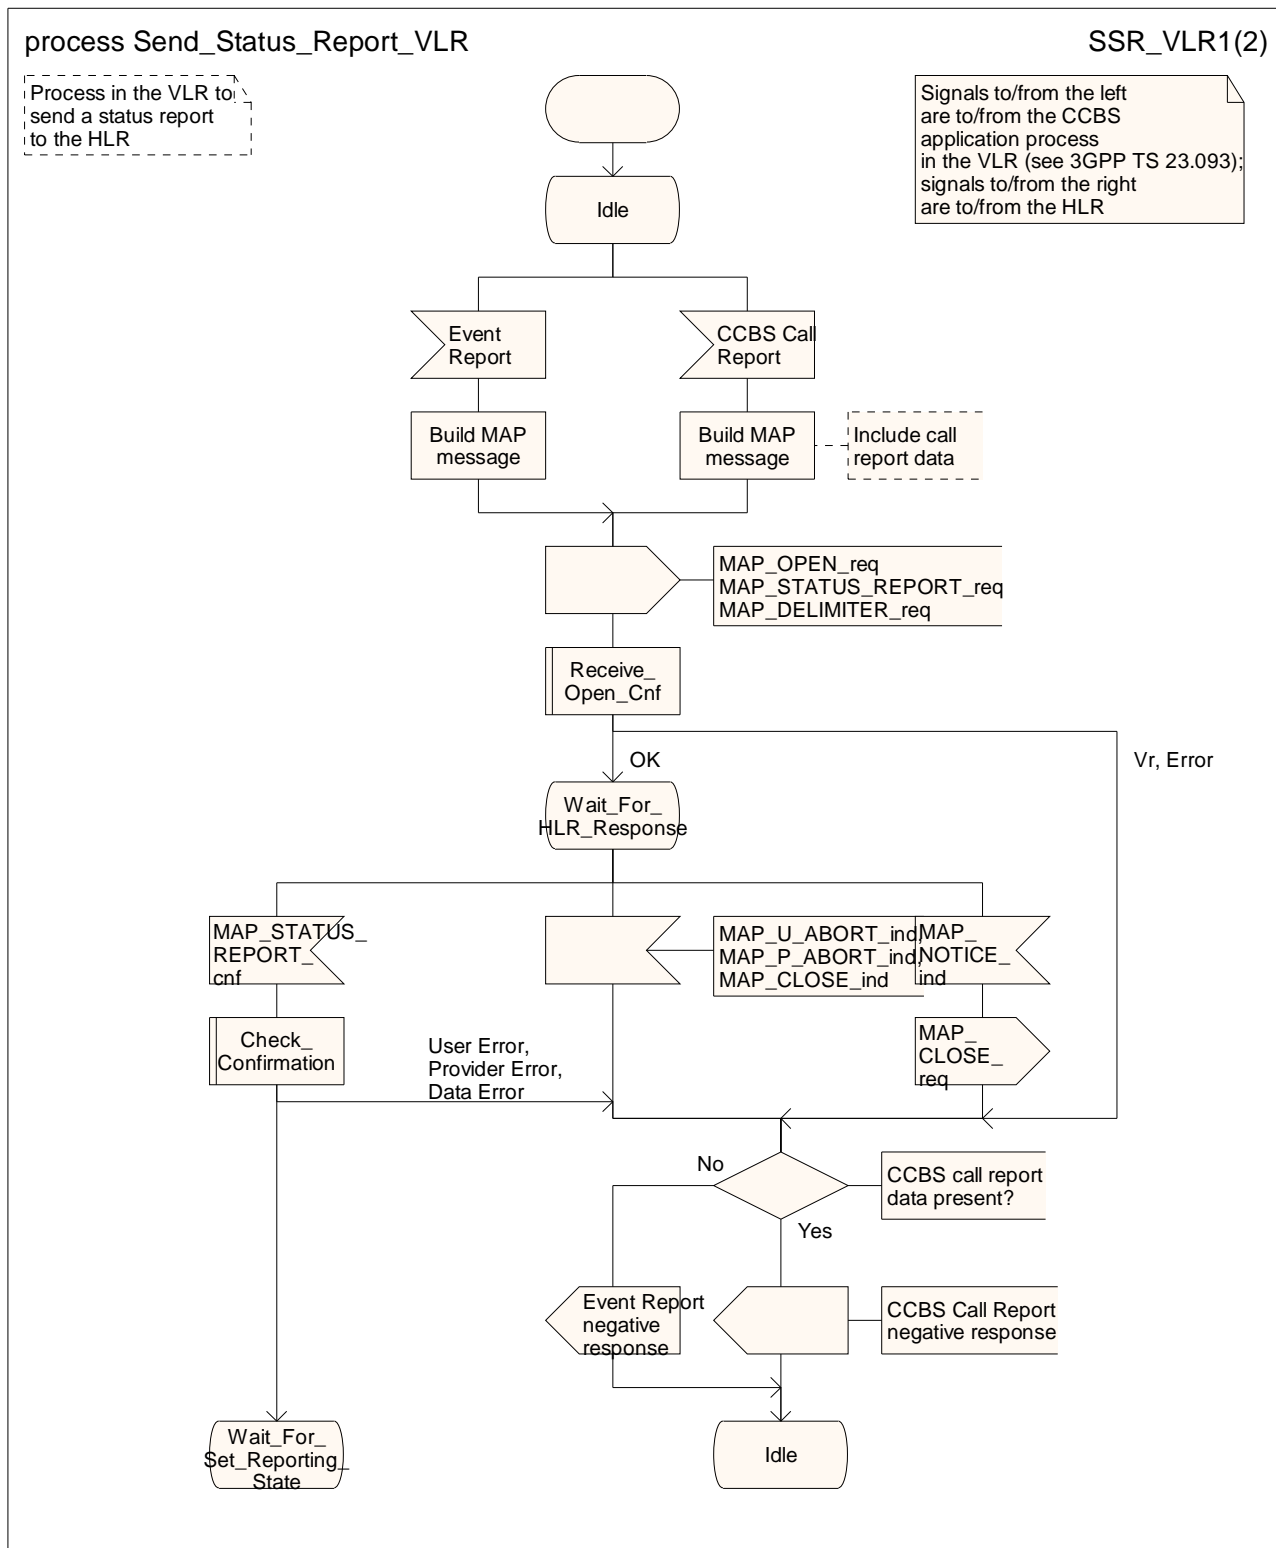 process Send_Status_Report_VLR
SSR_VLR1(2)
Process in the VLR to
send a status report
to the HLR
Signals to/from the left
are to/from the CCBS
application process
in the VLR (see 3GPP TS 23.093);
signals to/from the right
are to/from the HLR
Idle
Event
Report
CCBS Call
Report
Build MAP
message
Build MAP
message
Include call
report data
MAP_OPEN_req
MAP_STATUS_REPORT_req
MAP_DELIMITER_req
Receive_
Open_Cnf
OK
Vr, Error
Wait_For_
HLR_Response
MAP_STATUS_
REPORT_
cnf
MAP_U_ABORT_ind,
MAP_P_ABORT_ind,
MAP_CLOSE_ind
MAP_
NOTICE_
ind
Check_
Confirmation
User Error,
Provider Error,
Data Error
MAP_
CLOSE_
req
No
CCBS call report
data present?
Yes
Event Report
negative
response
CCBS Call Report
negative response
Wait_For_
Set_Reporting_
State
Idle